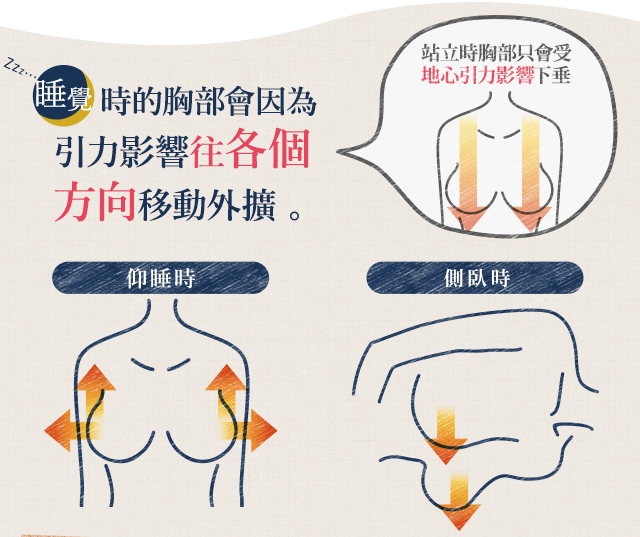 站立時胸部只會受
地心引力影響下垂
Zzz...
睡覺時的胸部會因為
引力影響往各個
方向移動外擴。
仰睡時
側臥時